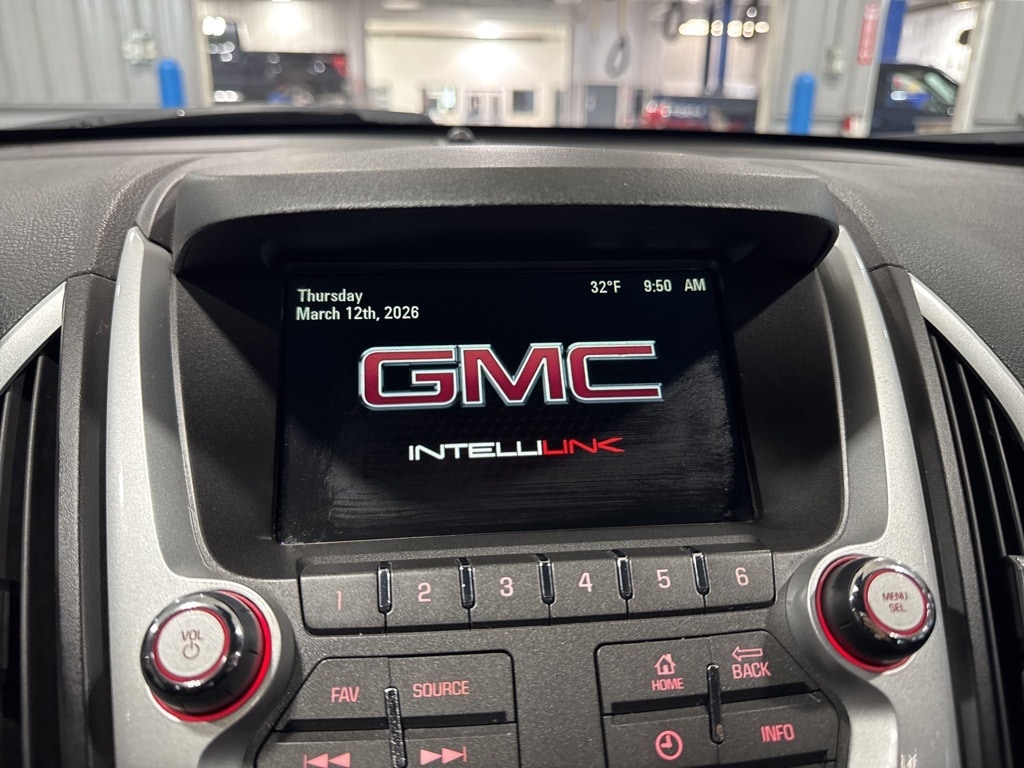 Thursday
32°F 9:50 AM
March 12th, 2026
GMC
INTELLILINK
1 2 3 4 5 6
VOL
MENU
SEL
FAV SOURCE
HOME
BACK
INFO